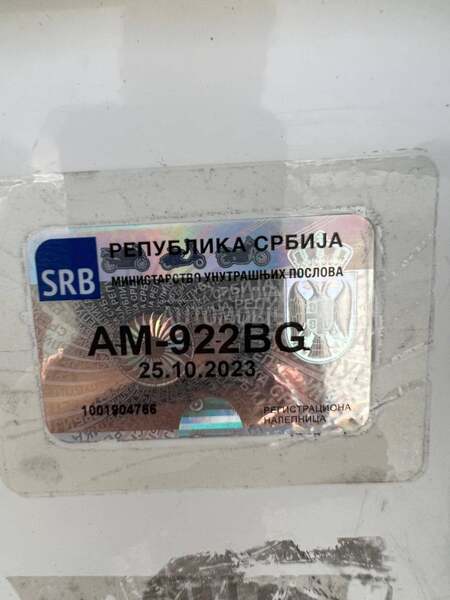 РЕПУБЛИКА СРБИЈА
SRB
МИНИСТАРСТВО УНУТРАШЊИХ ПОСЛОВА
AM-922BG
25.10.2023
1001904766
РЕГИСТРАЦИОНА
НАЛЕПНИЦА